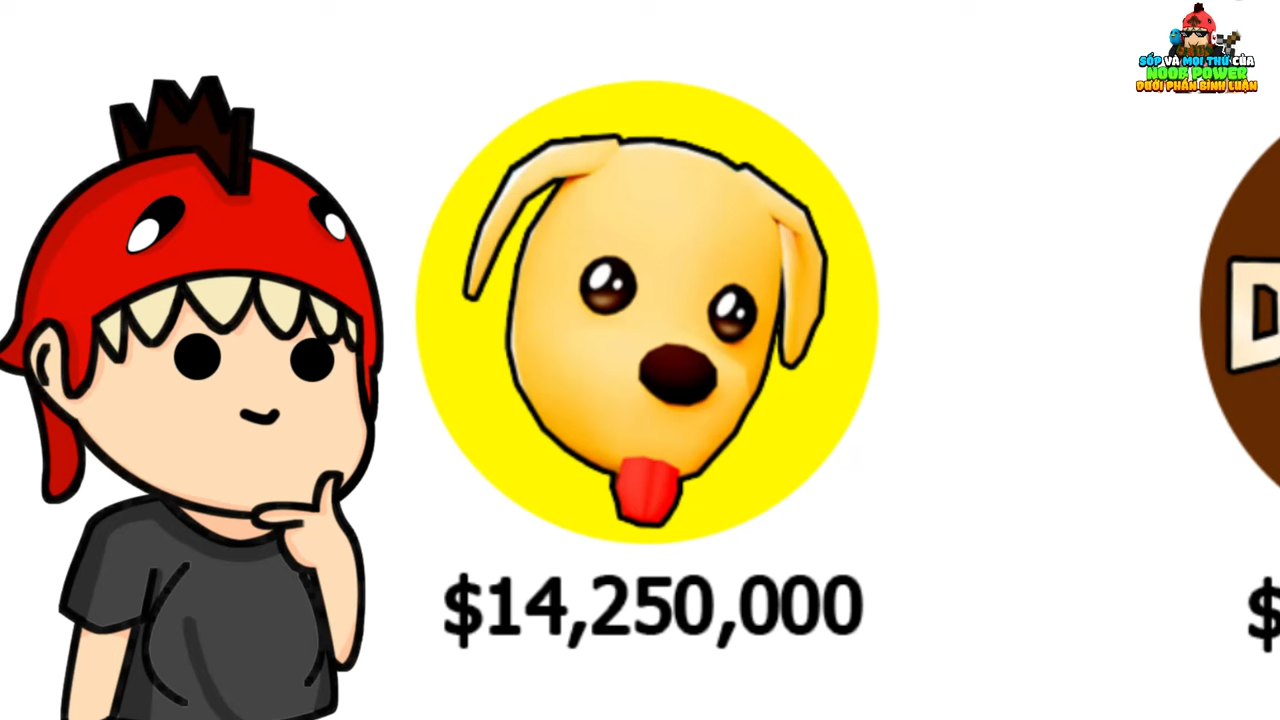 SỐP VÀ MỌI THỨ CỦA
NOOB POWER
DƯỚI PHẦN BÌNH LUẬN
D
$14,250,000
$